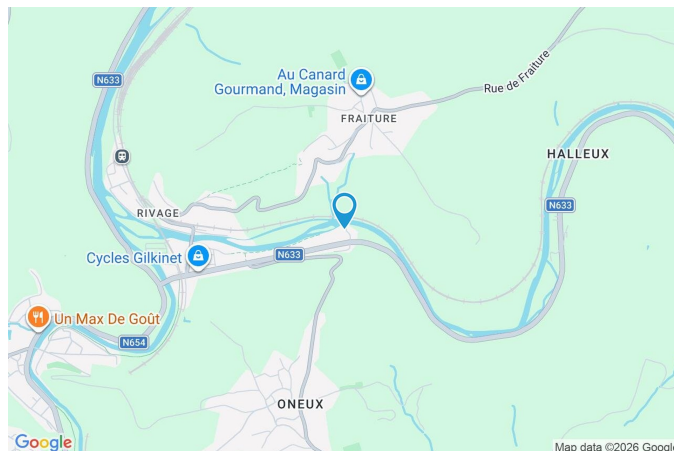 N633
Au Canard
Gourmand, Magasin
Rue de Fraiture
FRAITURE
HALLEUX
N633
RIVAGE
Cycles Gilkinet
N633
Un Max De Goût
N654
ONEUX
Google
Map data ©2026 Google